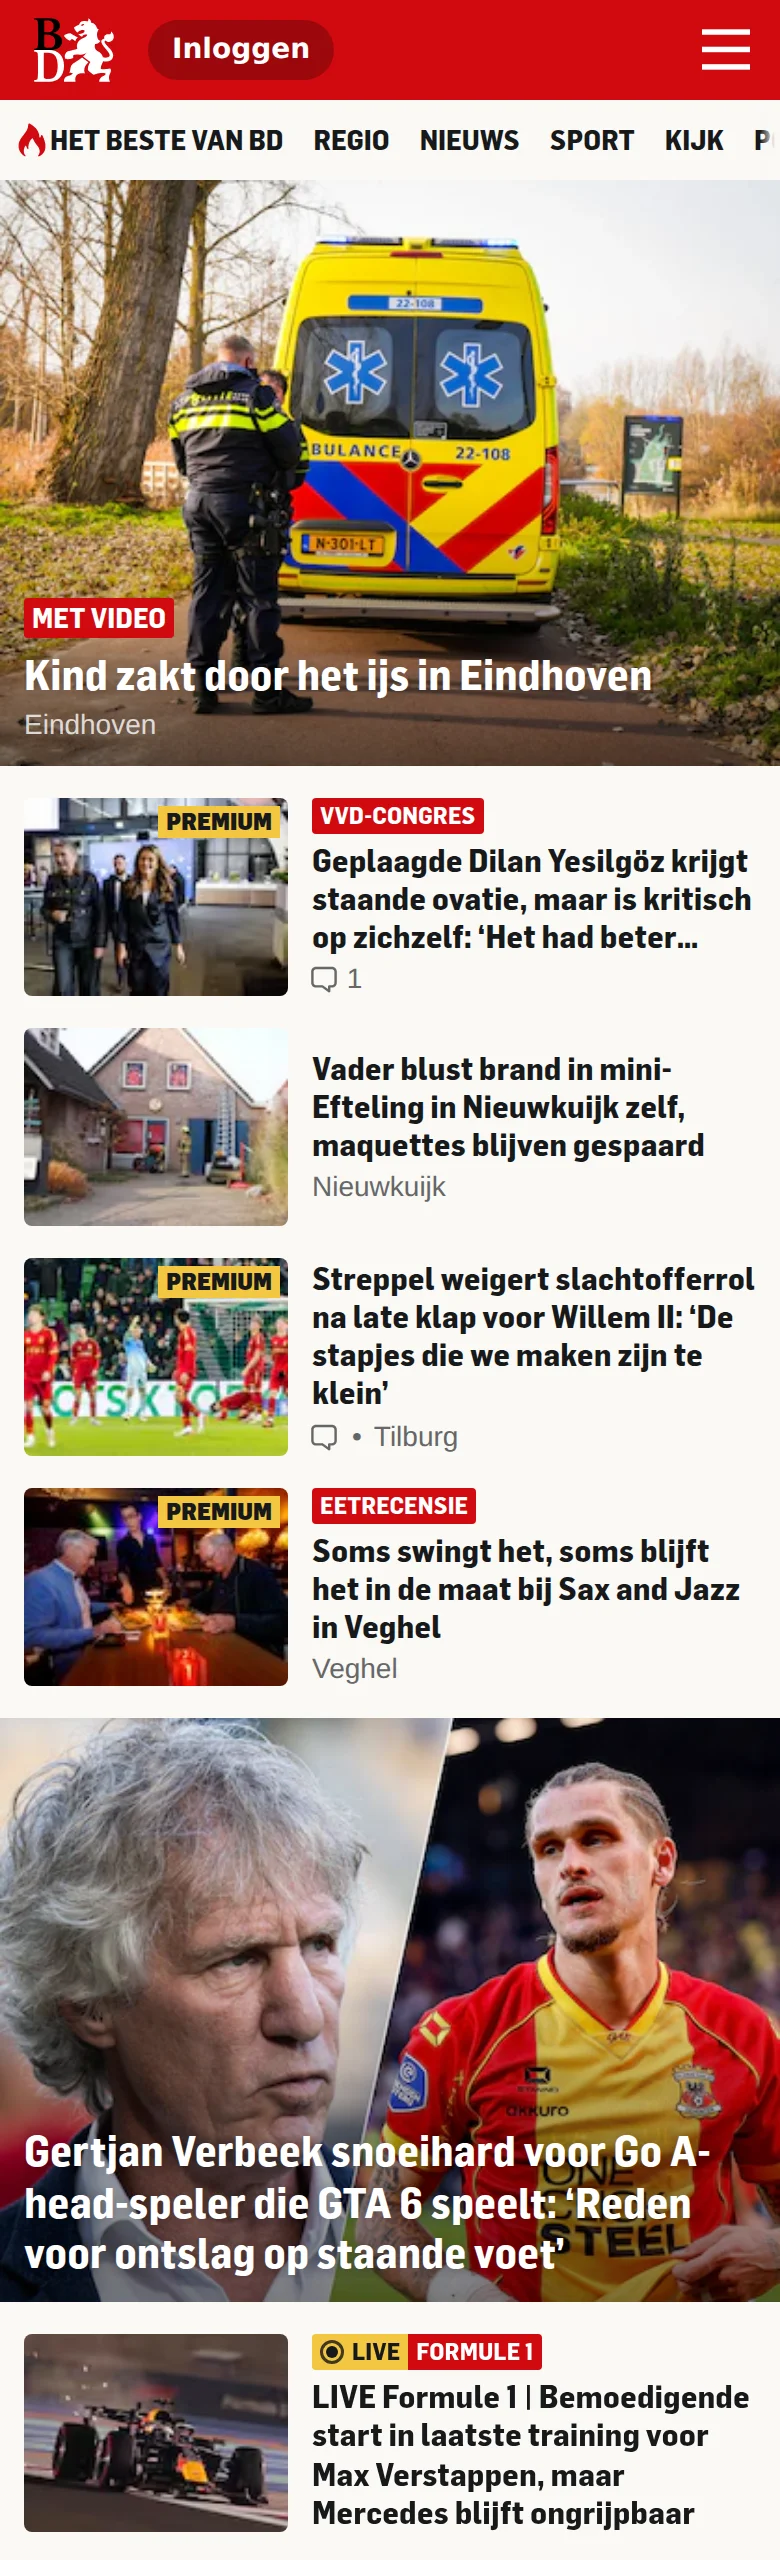 BD
Inloggen
HET BESTE VAN BD REGIO NIEUWS SPORT KIJK
22-108
BULANCE 22-108
N-301-LT
MET VIDEO
Kind zakt door het ijs in Eindhoven
Eindhoven
PREMIUM
VVD-CONGRES
Geplaagde Dilan Yesilgöz krijgt
staande ovatie, maar is kritisch
op zichzelf: ‘Het had beter...
1
Vader blust brand in mini-
Efteling in Nieuwkuijk zelf,
maquettes blijven gespaard
Nieuwkuijk
PREMIUM
Streppel weigert slachtofferrol
na late klap voor Willem II: ‘De
stapjes die we maken zijn te
klein’
• Tilburg
PREMIUM
EETRECENSIE
Soms swingt het, soms blijft
het in de maat bij Sax and Jazz
in Veghel
Veghel
STANNO
akkuro
Gertjan Verbeek snoeihard voor Go A-
head-speler die GTA 6 speelt: ‘Reden
voor ontslag op staande voet’
STEEL
LIVE FORMULE 1
LIVE Formule 1 | Bemoedigende
start in laatste training voor
Max Verstappen, maar
Mercedes blijft ongrijpbaar